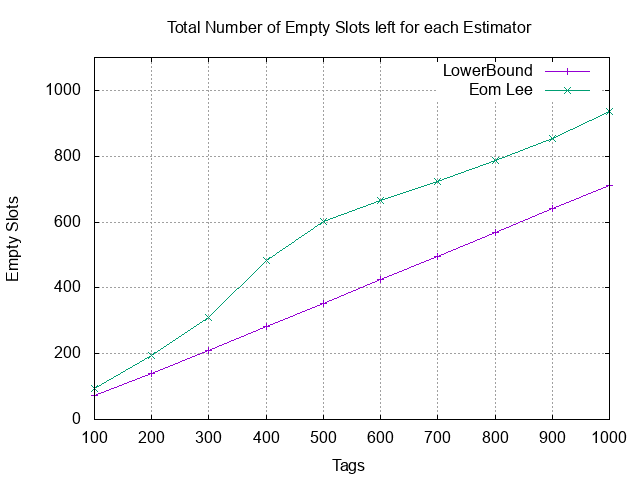 Total Number of Empty Slots left for each Estimator
LowerBound
Eom Lee
1000
800
600
400
200
0
Empty Slots
100 200 300 400 500 600 700 800 900 1000
Tags